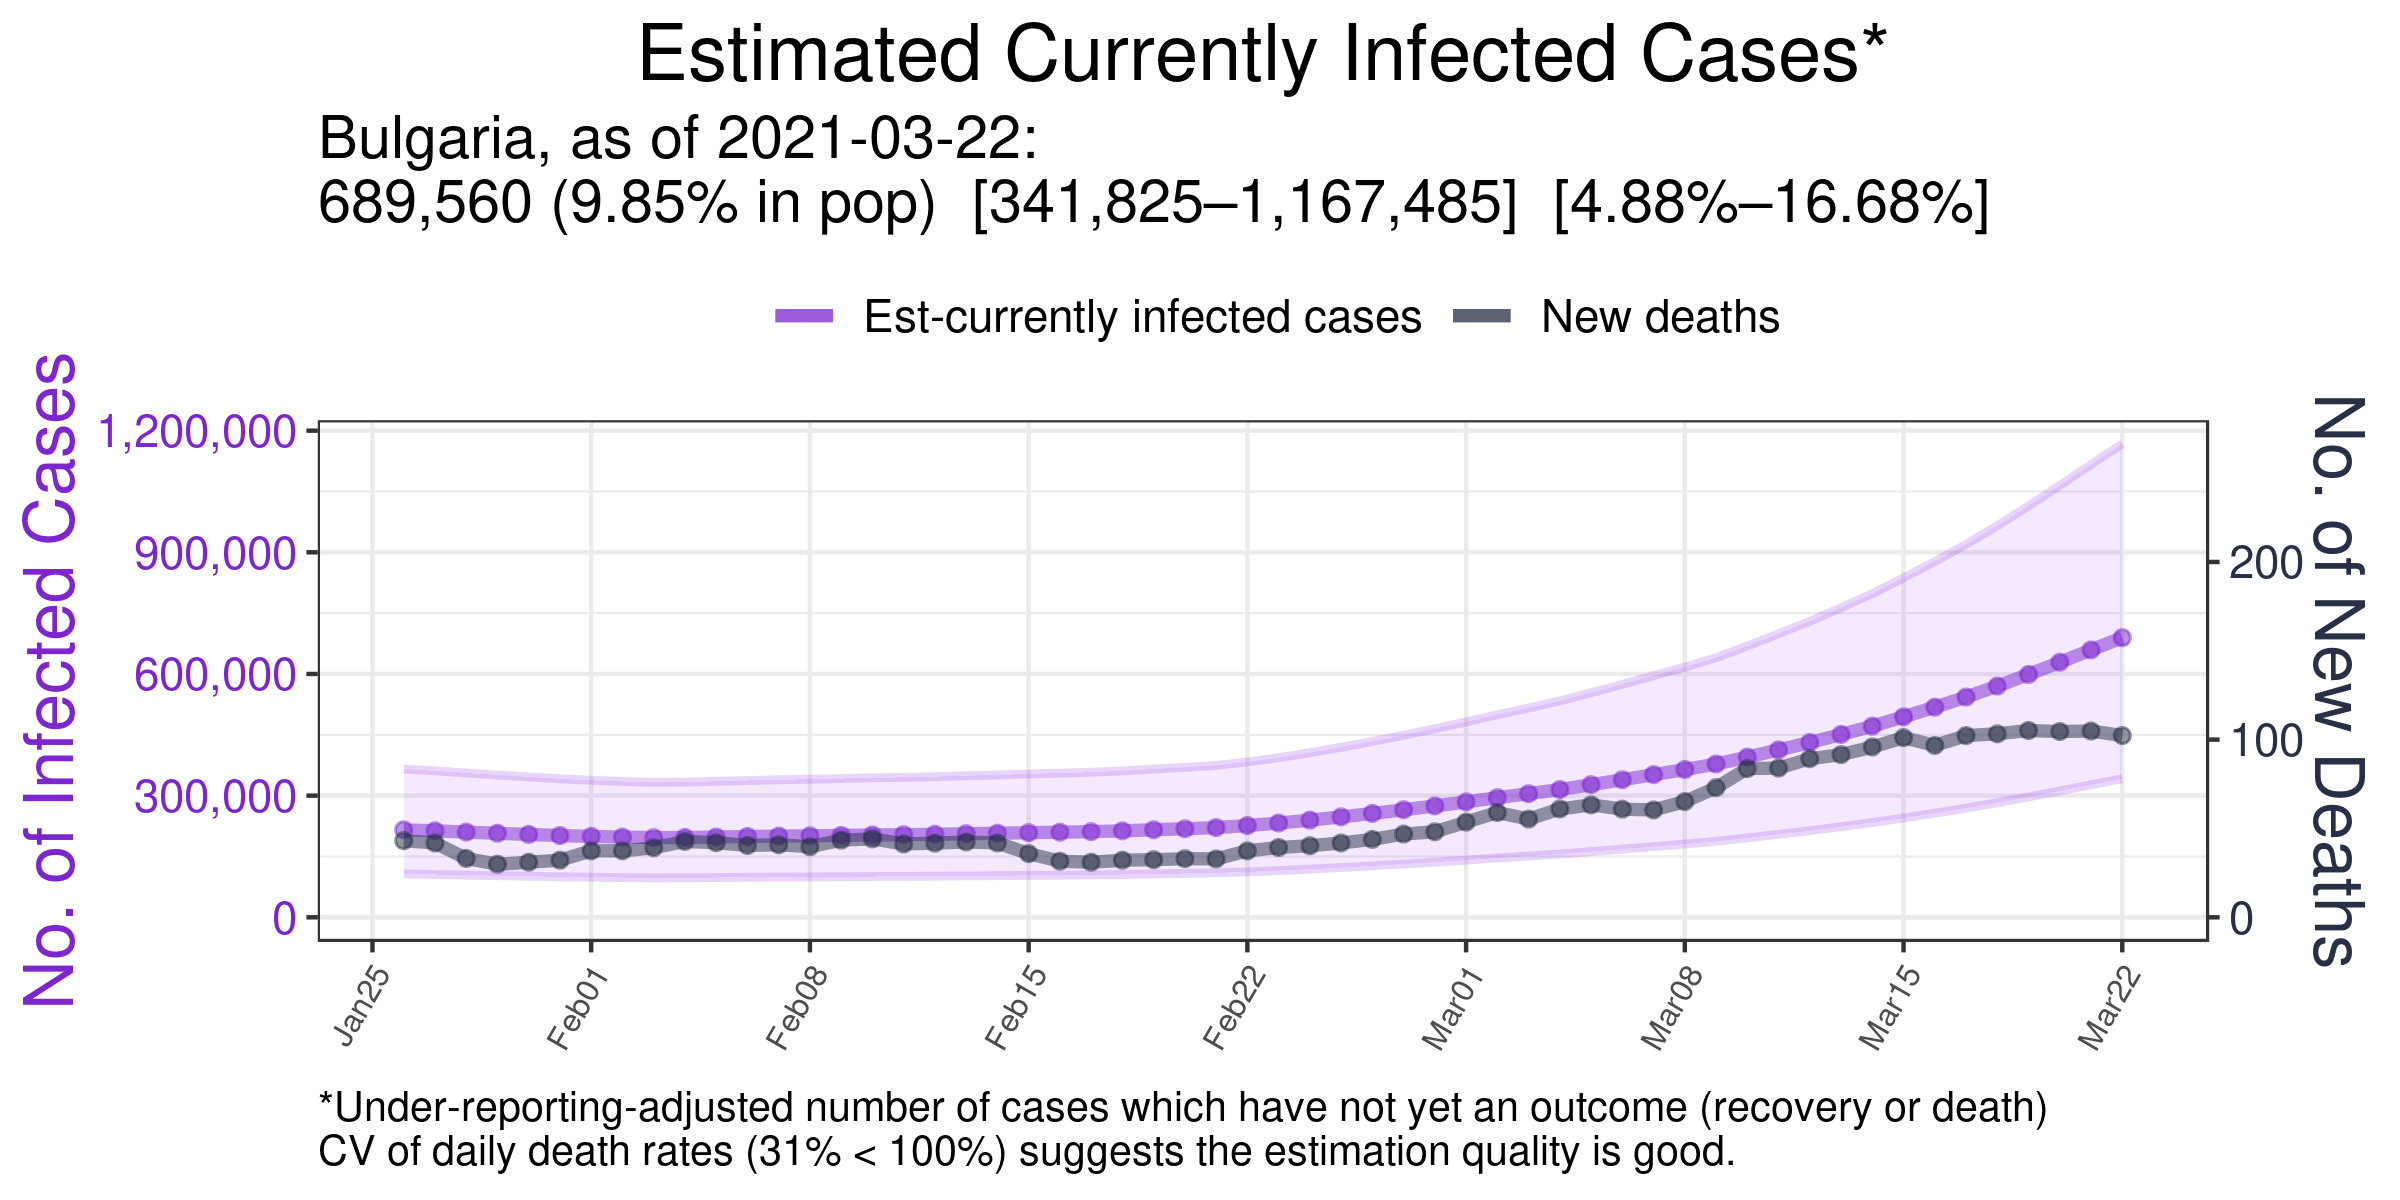 Estimated Currently Infected Cases*
Bulgaria, as of 2021-03-22:
689,560 (9.85% in pop)  [341,825–1,167,485]  [4.88%–16.68%]
Est-currently infected cases
New deaths
No. of Infected Cases
1,200,000
900,000
600,000
300,000
0
No. of New Deaths
200
100
0
Jan25
Feb01
Feb08
Feb15
Feb22
Mar01
Mar08
Mar15
Mar22
*Under-reporting-adjusted number of cases which have not yet an outcome (recovery or death)
CV of daily death rates (31% < 100%) suggests the estimation quality is good.